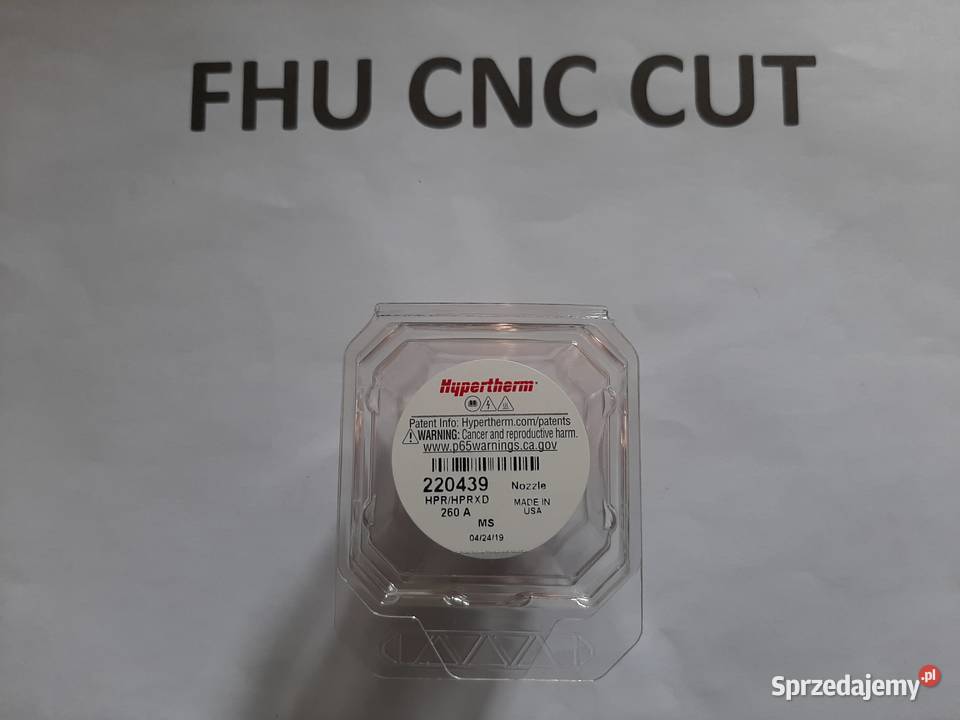 FHU CNC CUT
Hypertherm
Patent Info: Hypertherm.com/patents
WARNING: Cancer and reproductive harm.
www.p65warnings.ca.gov
220439 Nozzle
HPR/HPRXD MADE IN
260 A USA
MS
04/24/19
Sprzedajemy.pl